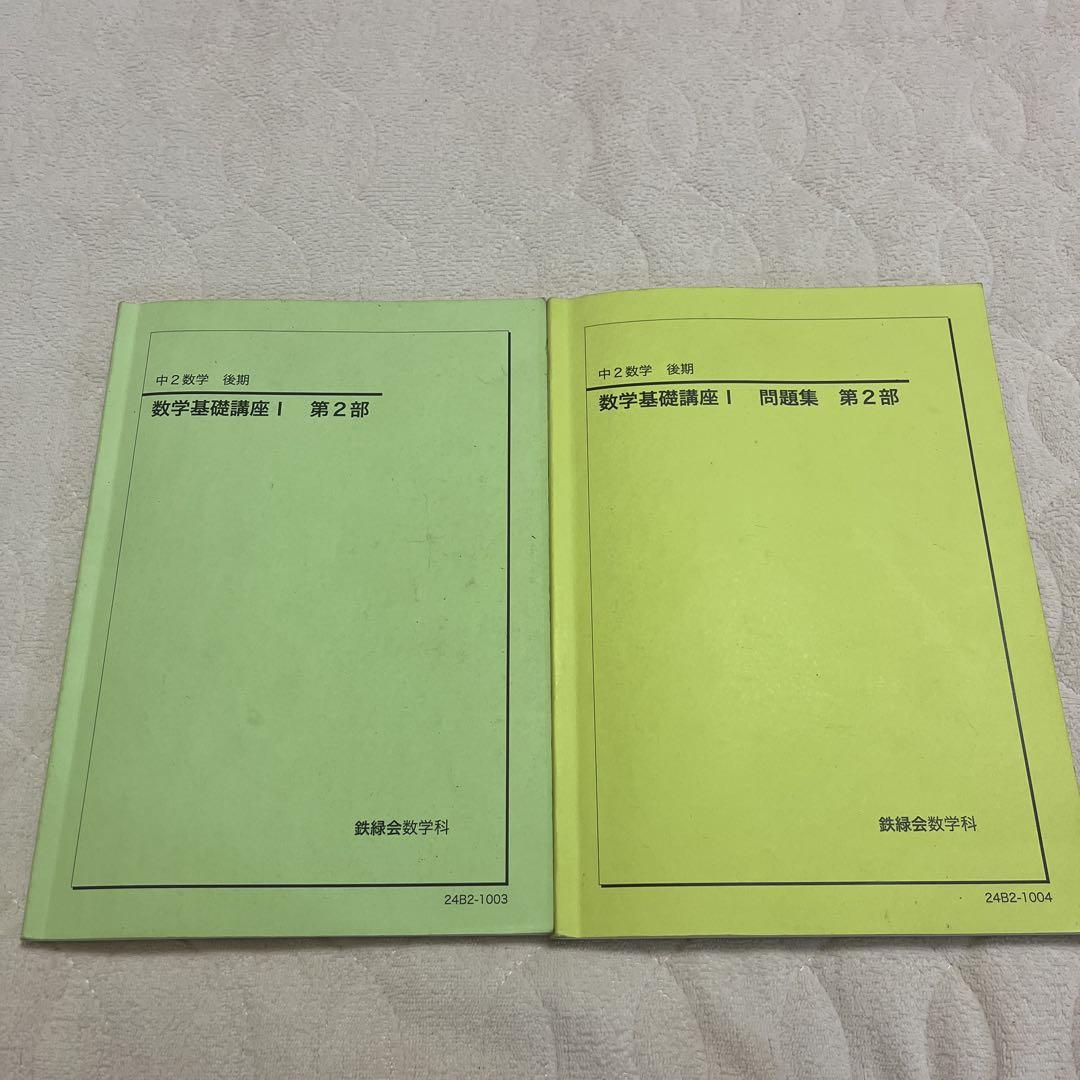 中2数学　後期
数学基礎講座Ⅰ　第2部
鉄緑会数学科
24B2-1003
中2数学　後期
数学基礎講座Ⅰ　問題集　第2部
鉄緑会数学科
24B2-1004